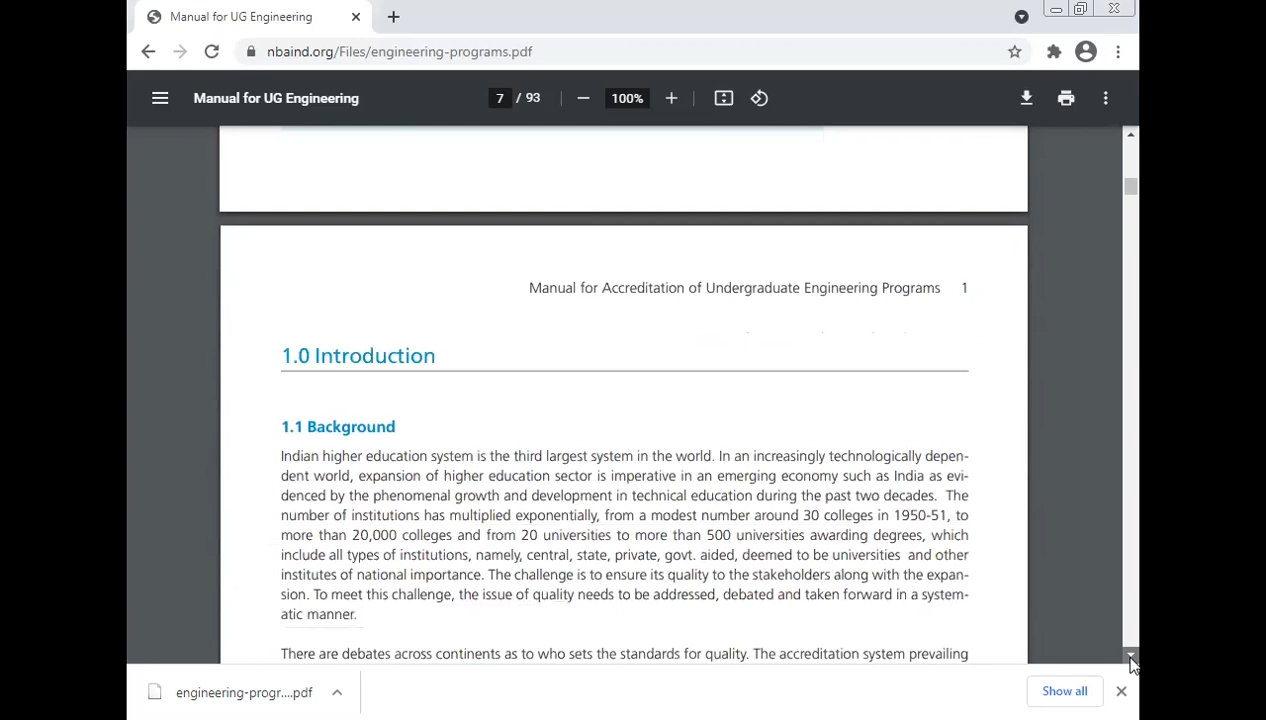 Manual for UG Engineering
nbaind.org/Files/engineering-programs.pdf
Manual for UG Engineering
7 / 93
100%
Manual for Accreditation of Undergraduate Engineering Programs 1
1.0 Introduction
1.1 Background
Indian higher education system is the third largest system in the world. In an increasingly technologically depen-
dent world, expansion of higher education sector is imperative in an emerging economy such as India as evi-
denced by the phenomenal growth and development in technical education during the past two decades. The
number of institutions has multiplied exponentially, from a modest number around 30 colleges in 1950-51, to
more than 20,000 colleges and from 20 universities to more than 500 universities awarding degrees, which
include all types of institutions, namely, central, state, private, govt. aided, deemed to be universities and other
institutes of national importance. The challenge is to ensure its quality to the stakeholders along with the expan-
sion. To meet this challenge, the issue of quality needs to be addressed, debated and taken forward in a system-
atic manner.
There are debates across continents as to who sets the standards for quality. The accreditation system prevailing
engineering-progr....pdf
Show all